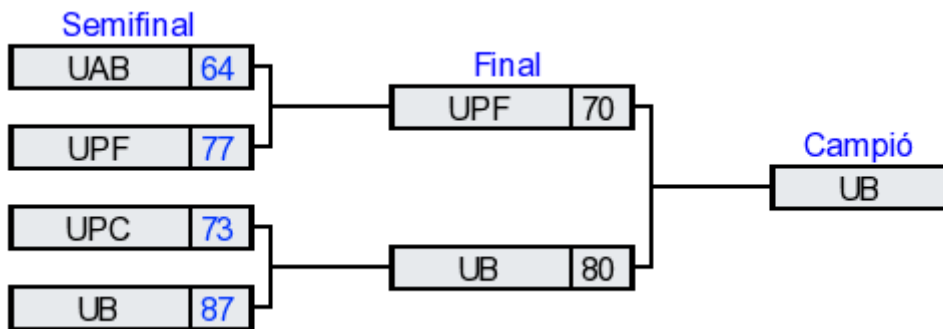 Semifinal
UAB 64
UPF 77
UPC 73
UB 87
Final
UPF 70
UB 80
Campió
UB